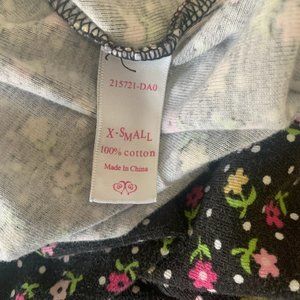 215721-DA0
X-SMALL
100% cotton
Made in China